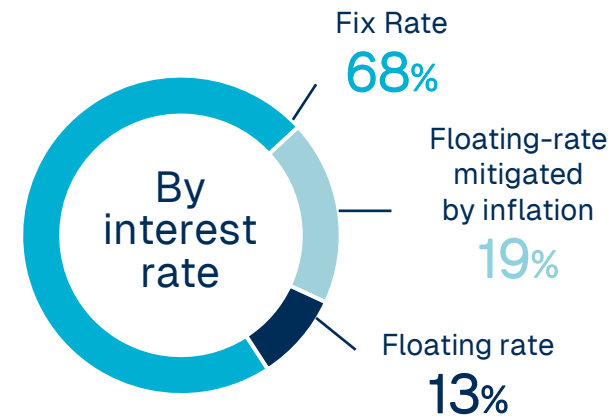 Fix Rate
68%
By
interest
rate
Floating-rate
mitigated
by inflation
19%
Floating rate
13%